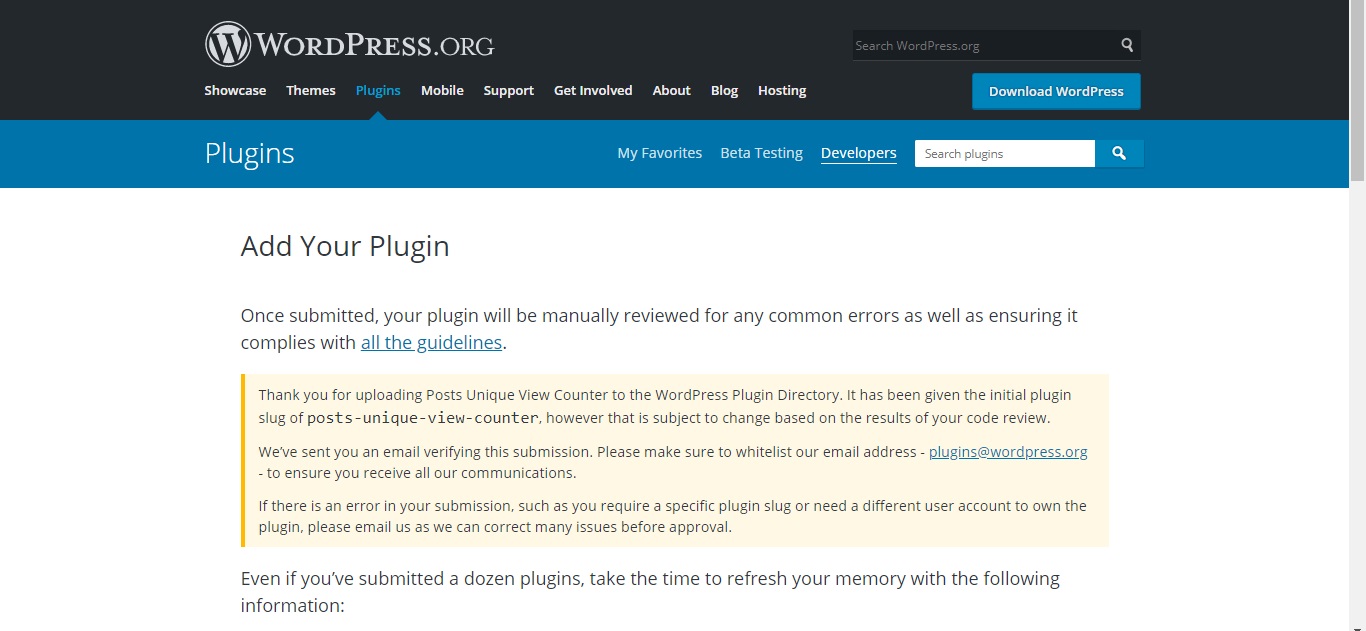 WORDPRESS.ORG
Search WordPress.org
Showcase Themes Plugins Mobile Support Get Involved About Blog Hosting
Download WordPress
Plugins
My Favorites Beta Testing Developers
Search plugins
Add Your Plugin
Once submitted, your plugin will be manually reviewed for any common errors as well as ensuring it
complies with all the guidelines.
Thank you for uploading Posts Unique View Counter to the WordPress Plugin Directory. It has been given the initial plugin
slug of posts-unique-view-counter, however that is subject to change based on the results of your code review.
We’ve sent you an email verifying this submission. Please make sure to whitelist our email address - plugins@wordpress.org
- to ensure you receive all our communications.
If there is an error in your submission, such as you require a specific plugin slug or need a different user account to own the
plugin, please email us as we can correct many issues before approval.
Even if you’ve submitted a dozen plugins, take the time to refresh your memory with the following
information: